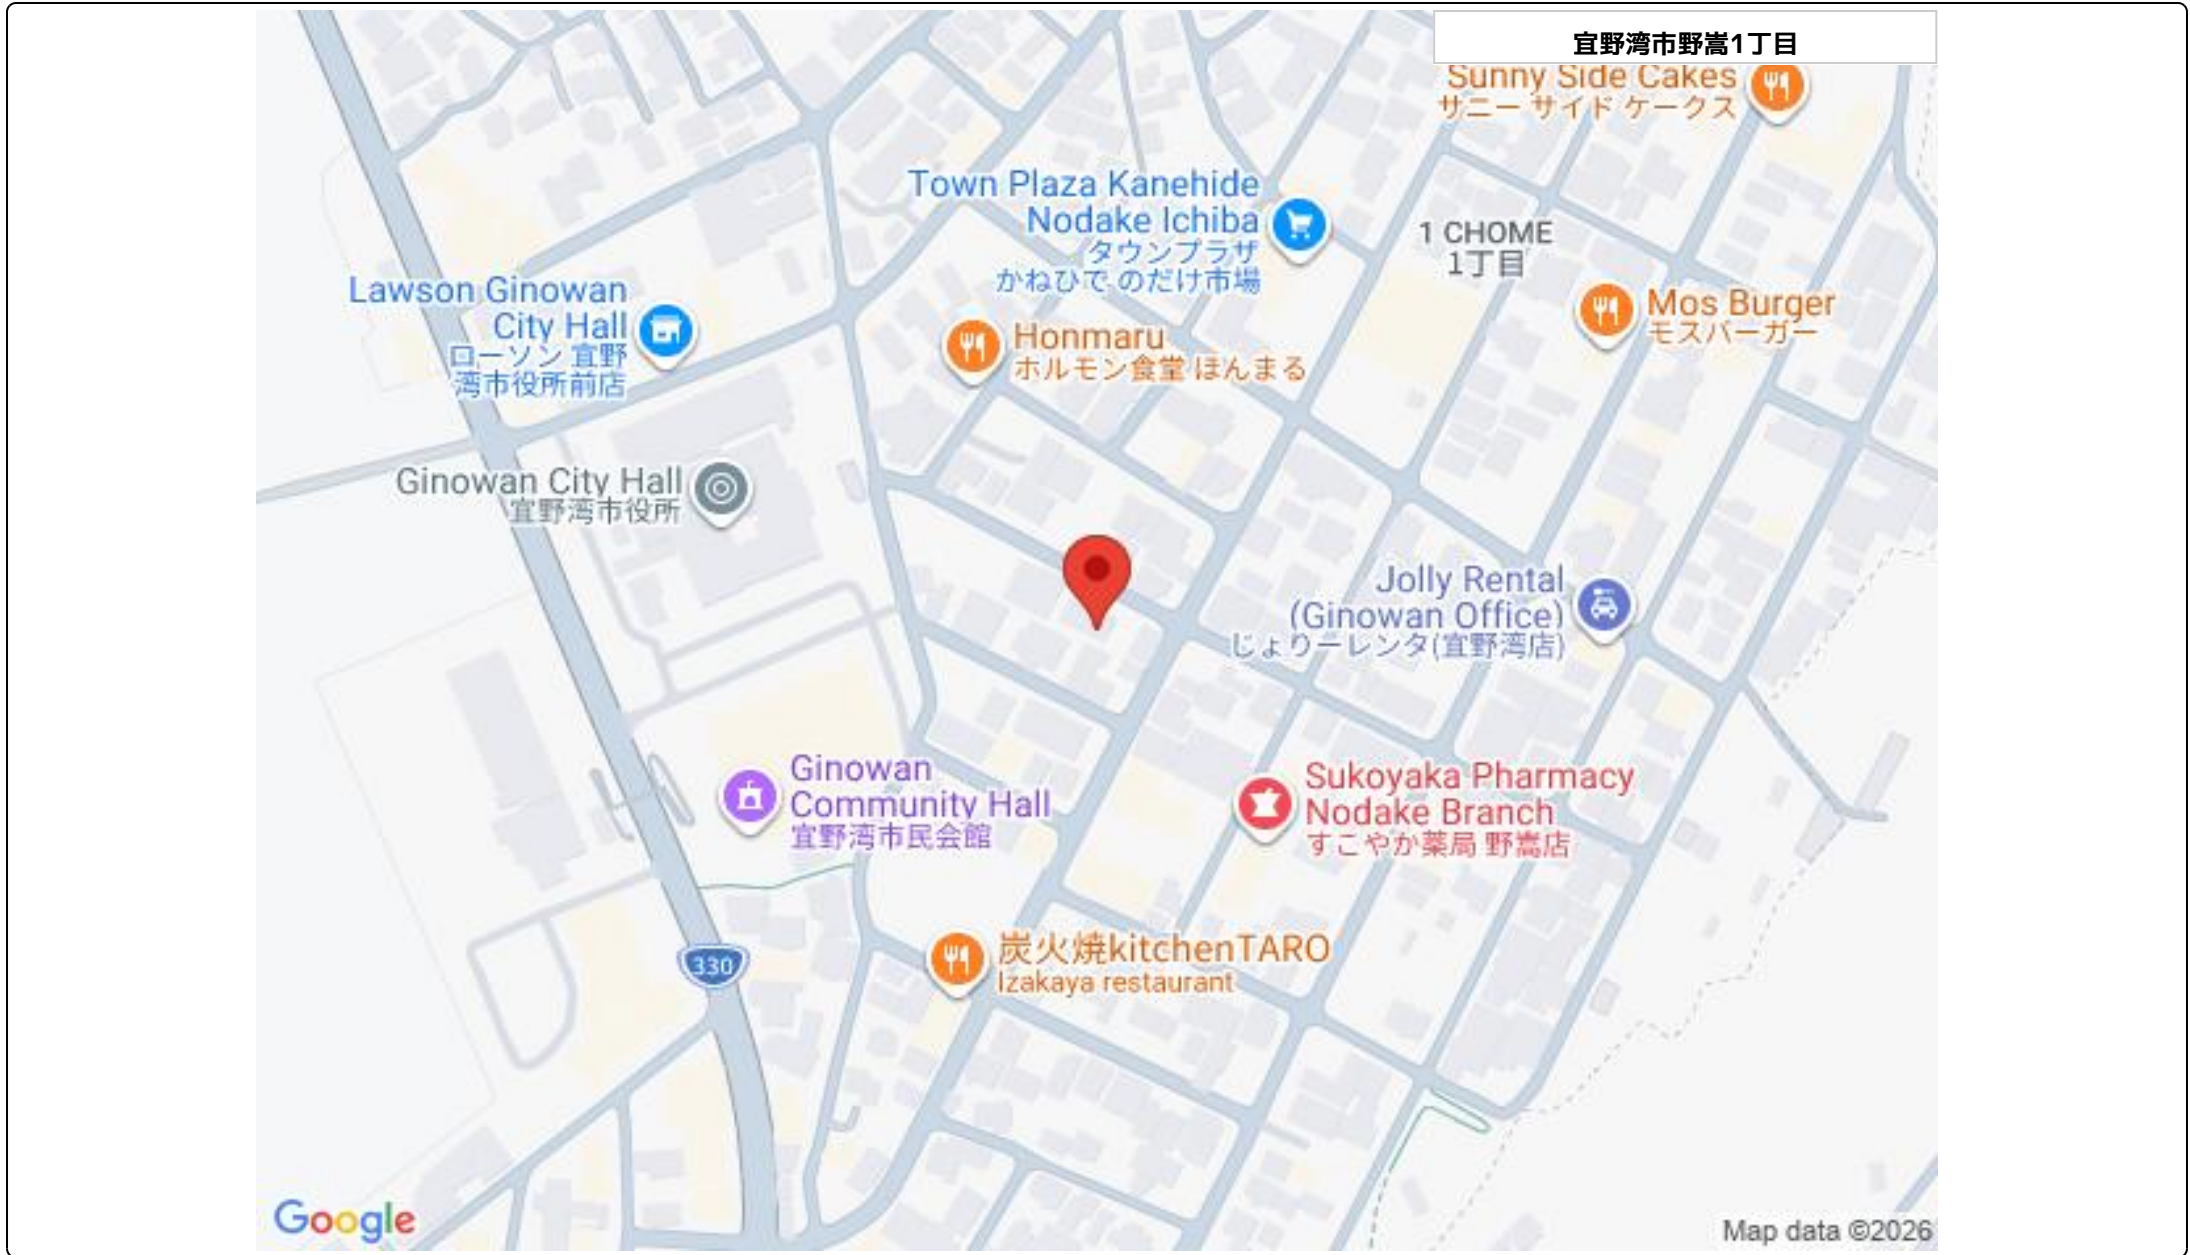 宜野湾市野嵩1丁目
Sunny Side Cakes
サニー サイド ケークス
Town Plaza Kanehide
Nodake Ichiba
タウンプラザ
かねひで のだけ市場
1 CHOME
1丁目
Lawson Ginowan
City Hall
ローソン 宜野
湾市役所前店
Honmaru
ホルモン食堂 ほんまる
Mos Burger
モスバーガー
Ginowan City Hall
宜野湾市役所
Jolly Rental
(Ginowan Office)
じょりーレンタ(宜野湾店)
Ginowan
Community Hall
宜野湾市民会館
Sukoyaka Pharmacy
Nodake Branch
すこやか薬局 野嵩店
330
炭火焼kitchenTARO
Izakaya restaurant
Google
Map data ©2026